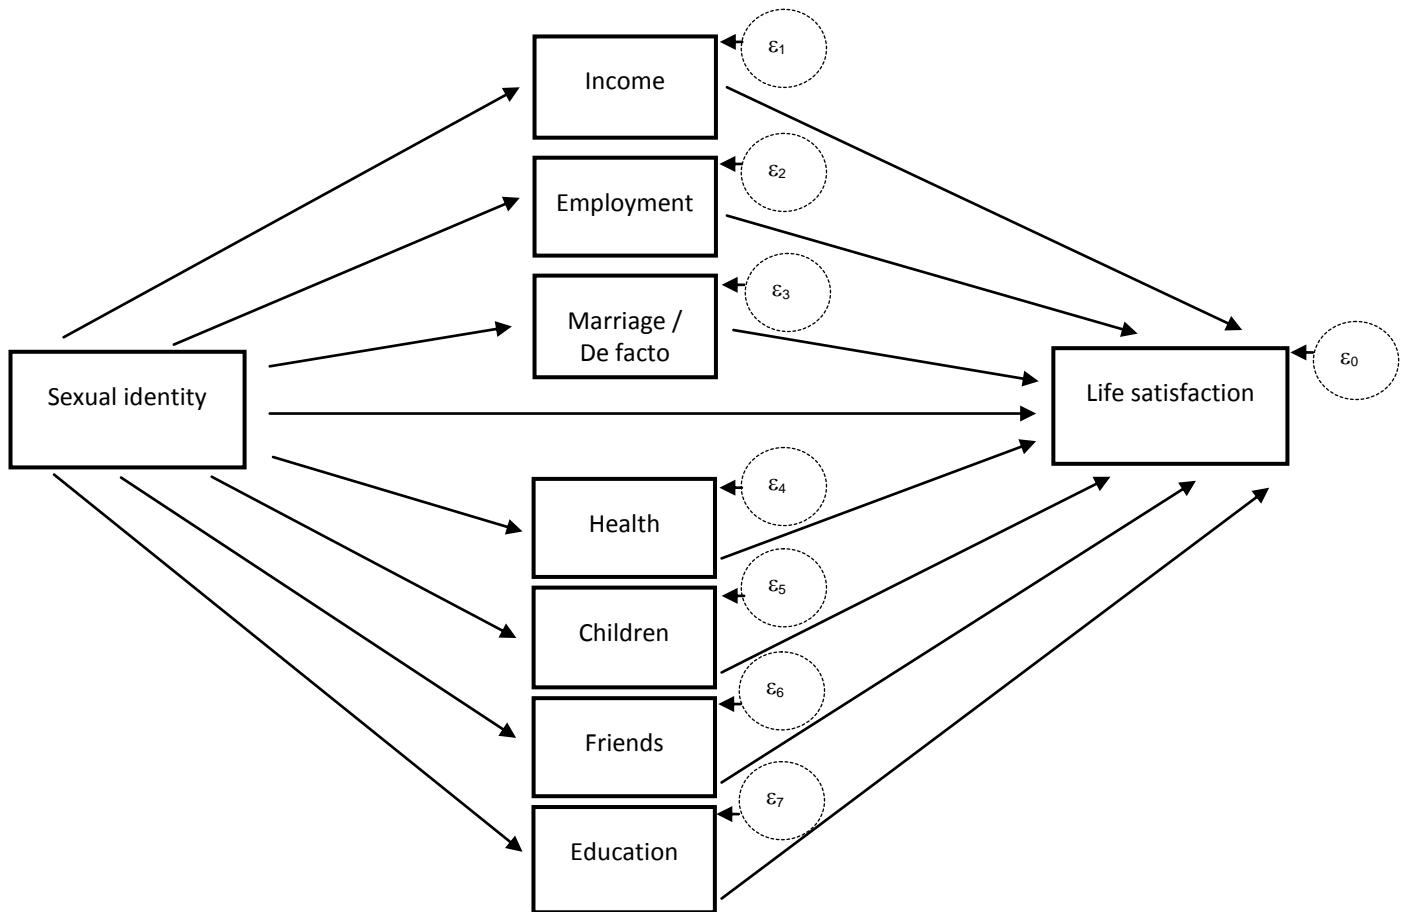 Income
ε1
Employment
ε2
Marriage /
De facto
ε3
Sexual identity
Life satisfaction
ε0
Health
ε4
Children
ε5
Friends
ε6
Education
ε7